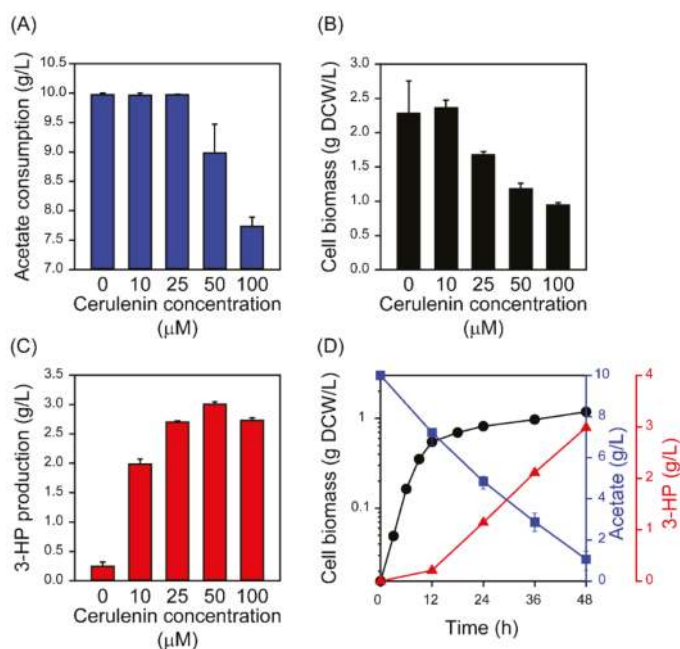 (A)
Acetate consumption (g/L)
10.0
9.5
9.0
8.5
8.0
7.5
7.0
0 10 25 50 100
Cerulenin concentration
(μM)
(B)
Cell biomass (g DCW/L)
3.0
2.5
2.0
1.5
1.0
0.5
0.0
0 10 25 50 100
Cerulenin concentration
(μM)
(C)
3-HP production (g/L)
3.5
3.0
2.5
2.0
1.5
1.0
0.5
0.0
0 10 25 50 100
Cerulenin concentration
(μM)
(D)
Cell biomass (g DCW/L)
1
0.1
0 12 24 36 48
Time (h)
10
8
6
4
2
0
Acetate (g/L)
4
3
2
1
0
3-HP (g/L)